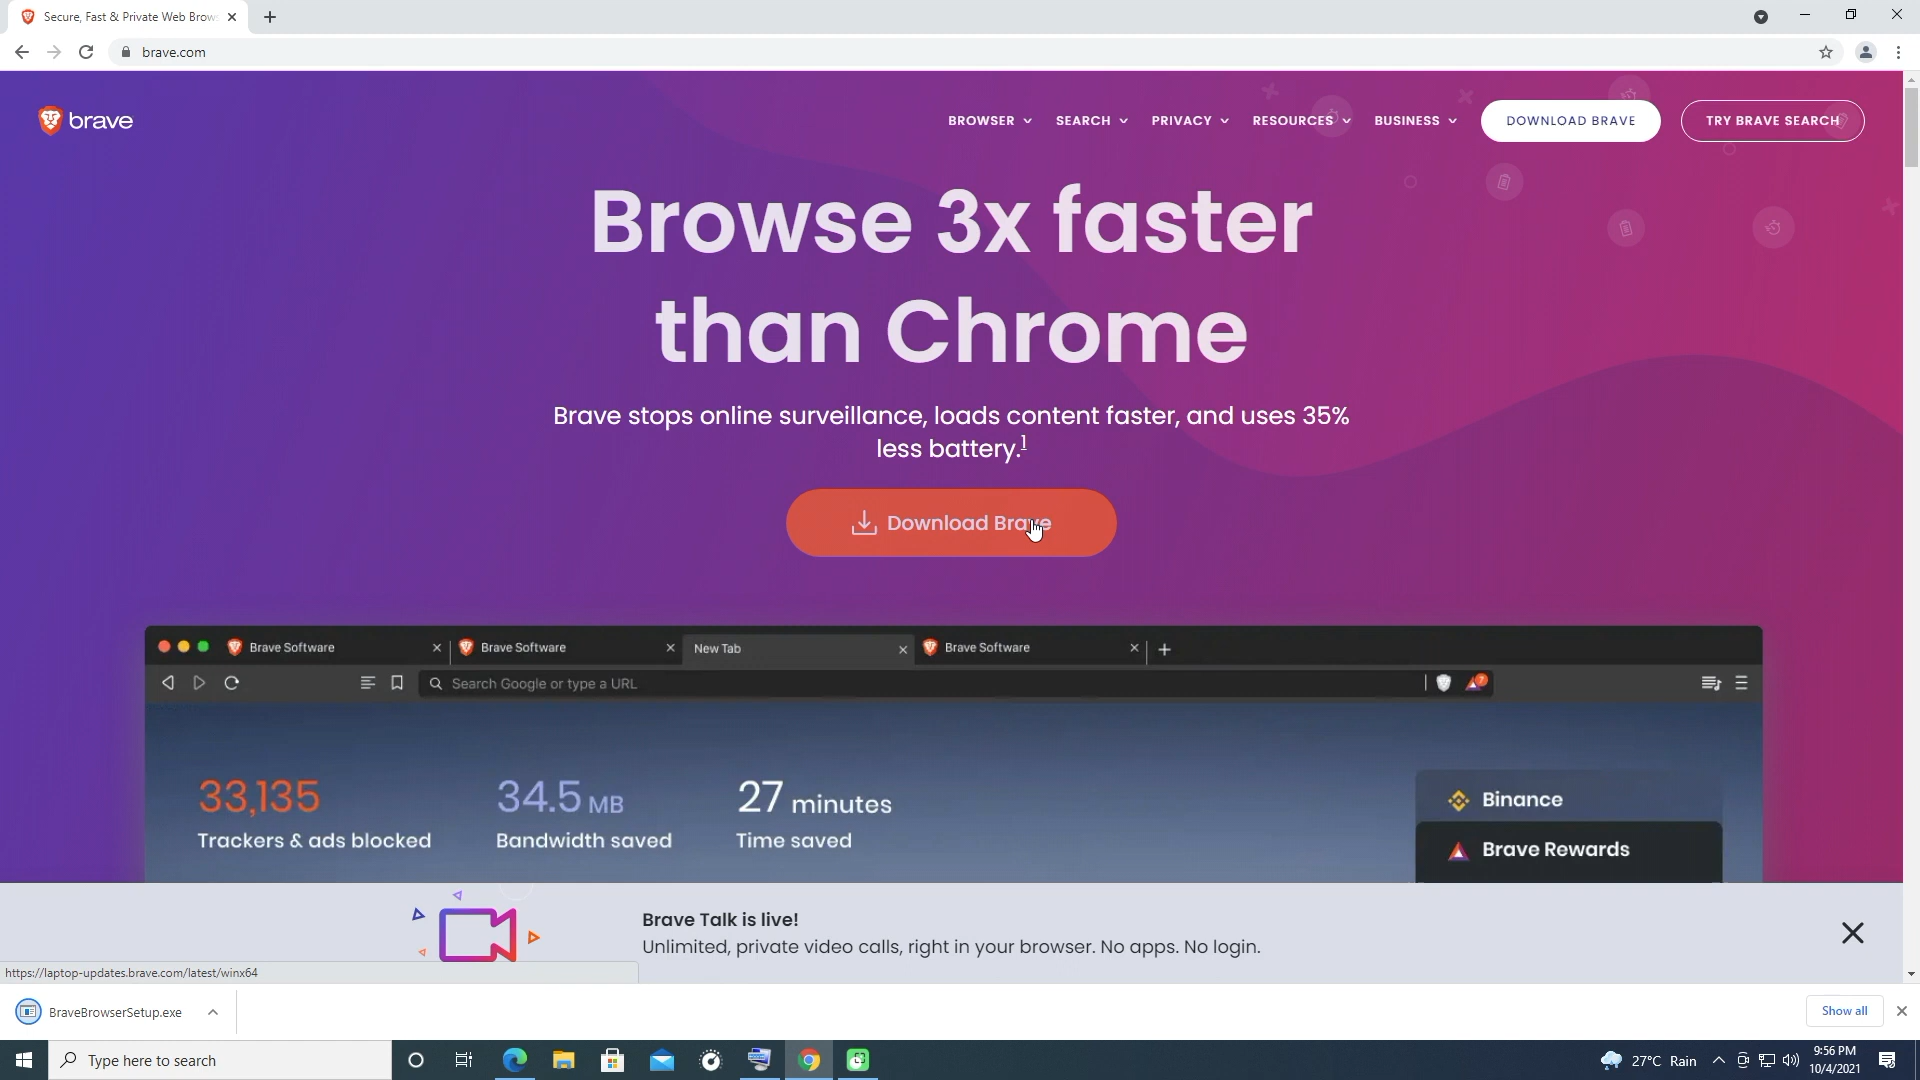 Secure, Fast & Private Web Brows
brave.com
brave
BROWSER
SEARCH
PRIVACY
RESOURCES
BUSINESS
DOWNLOAD BRAVE
TRY BRAVE SEARCH
Browse 3x faster
than Chrome
Brave stops online surveillance, loads content faster, and uses 35%
less battery.1
Download Brave
Brave Software
Brave Software
New Tab
Brave Software
Search Google or type a URL
33,135
Trackers & ads blocked
34.5 MB
Bandwidth saved
27 minutes
Time saved
Binance
Brave Rewards
Brave Talk is live!
Unlimited, private video calls, right in your browser. No apps. No login.
https://laptop-updates.brave.com/latest/winx64
BraveBrowserSetup.exe
Show all
Type here to search
27°C Rain
9:56 PM
10/4/2021